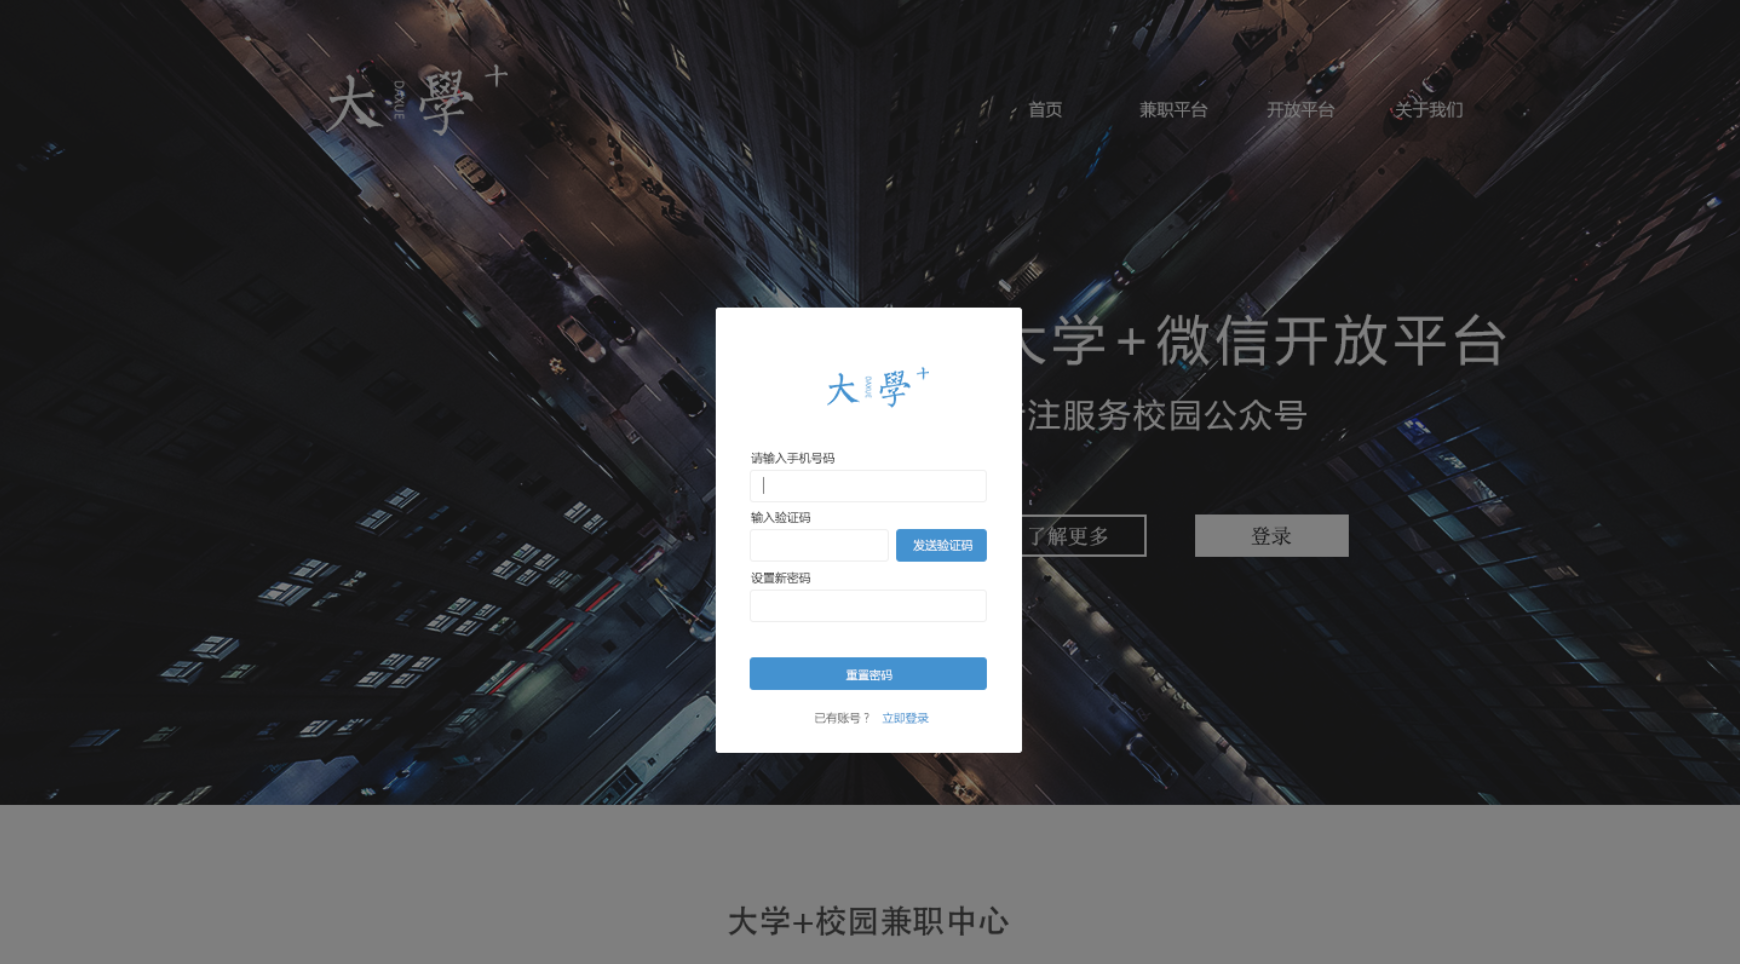 大 DAXUE 學 +
首页 兼职平台 开放平台 关于我们
大学+微信开放平台
注服务校园公众号
了解更多 登录
大 DAXUE 學 +
请输入手机号码
输入验证码
发送验证码
设置新密码
重置密码
已有账号？ 立即登录
大学+校园兼职中心